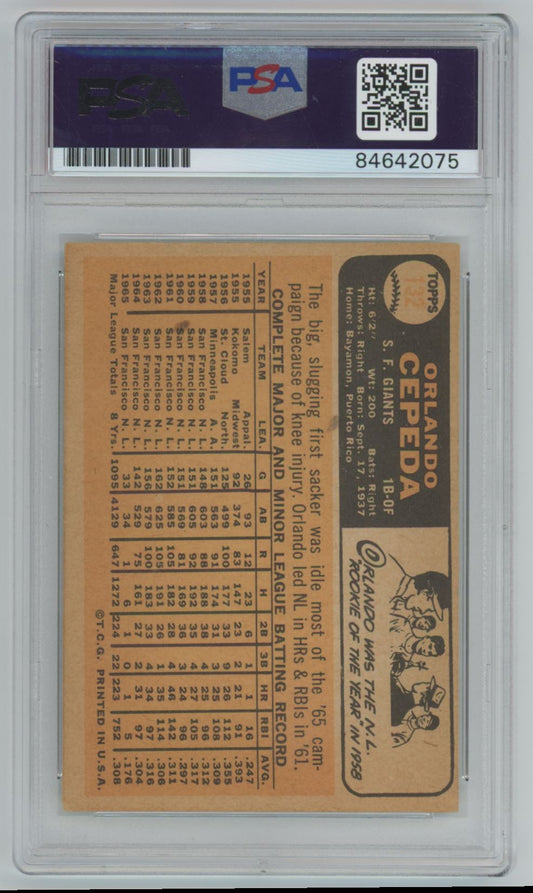 PSA
PSA
84642075
TOPPS
132
ORLANDO
CEPEDA
S. F. GIANTS 1B-OF
Ht: 6'2" Wt: 200 Bats: Right
Throws: Right Born: Sept. 17, 1937
Home: Bayamon, Puerto Rico
ORLANDO WAS THE N.L.
"ROOKIE OF THE YEAR" IN 1958
The big, slugging first sacker was idle most of the '65 cam-
paign because of knee injury. Orlando led NL in HRs & RBIs in '61.
COMPLETE MAJOR AND MINOR LEAGUE BATTING RECORD
YEAR TEAM LEA. G AB R H 2B 3B HR RBI AVG.
1955 Salem Appal. 26 93 12 23 6 1 1 16 .247
1955 Kokomo Midwest 92 374 83 147 23 2 21 91 .393
1956 St. Cloud North. 125 499 100 177 33 9 26 112 .355
1957 Minneapolis A. A. 151 583 91 174 31 3 25 108 .309
1958 San Francisco N. L. 148 603 88 188 38 4 25 96 .312
1959 San Francisco N. L. 151 605 92 192 35 4 27 105 .317
1960 San Francisco N. L. 151 569 81 169 36 3 24 96 .297
1961 San Francisco N. L. 152 585 105 182 28 4 46 142 .311
1962 San Francisco N. L. 162 625 105 191 26 1 35 114 .306
1963 San Francisco N. L. 156 579 100 183 33 4 34 97 .316
1964 San Francisco N. L. 142 529 75 161 27 2 31 97 .304
1965 San Francisco N. L. 33 34 1 6 1 0 1 5 .176
Major League Totals 8 Yrs. 1095 4129 647 1272 224 22 223 752 .308
©T.C.G. PRINTED IN U.S.A.